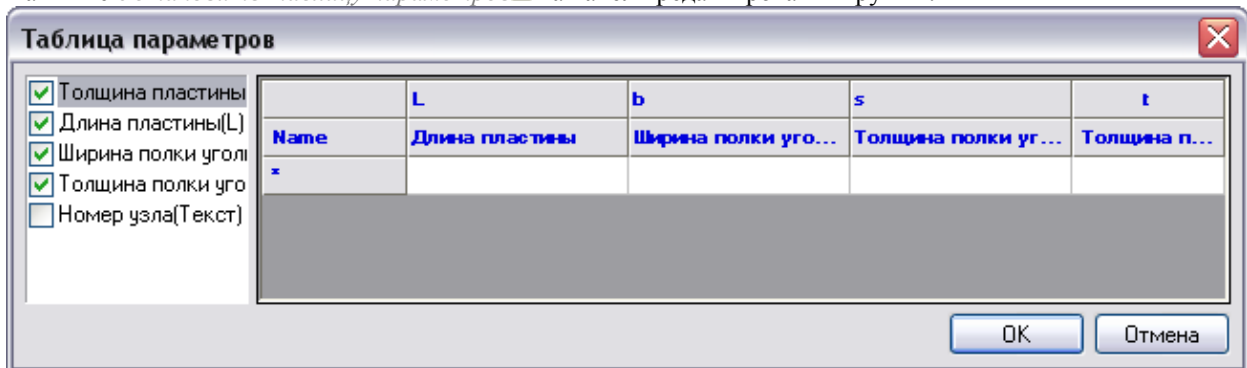 Таблица параметров
Толщина пластины
Длина пластины(L)
Ширина полки угол
Толщина полки уго
Номер узла(Текст)
L b s t
Name Длина пластины Ширина полки уго... Толщина полки уг... Толщина п...
*
OK Отмена